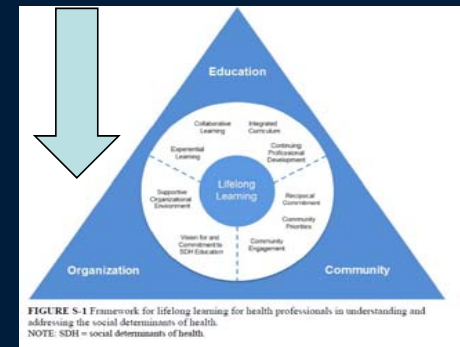 Education
Collaborative
Learning
Integrated
Curriculum
Experiential
Learning
Continuing
Professional
Development
Lifelong
Learning
Supportive
Organizational
Environment
Reciprocal
Commitment
Community
Priorities
Vision for and
Commitment to
SDH Education
Community
Engagement
Organization
Community
FIGURE S-1 Framework for lifelong learning for health professionals in understanding and
addressing the social determinants of health.
NOTE: SDH = social determinants of health.